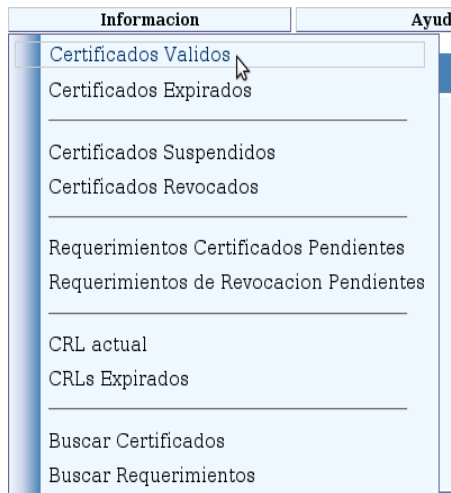 Informacion
Certificados Validos
Certificados Expirados
Certificados Suspendidos
Certificados Revocados
Requerimientos Certificados Pendientes
Requerimientos de Revocacion Pendientes
CRL actual
CRLs Expirados
Buscar Certificados
Buscar Requerimientos